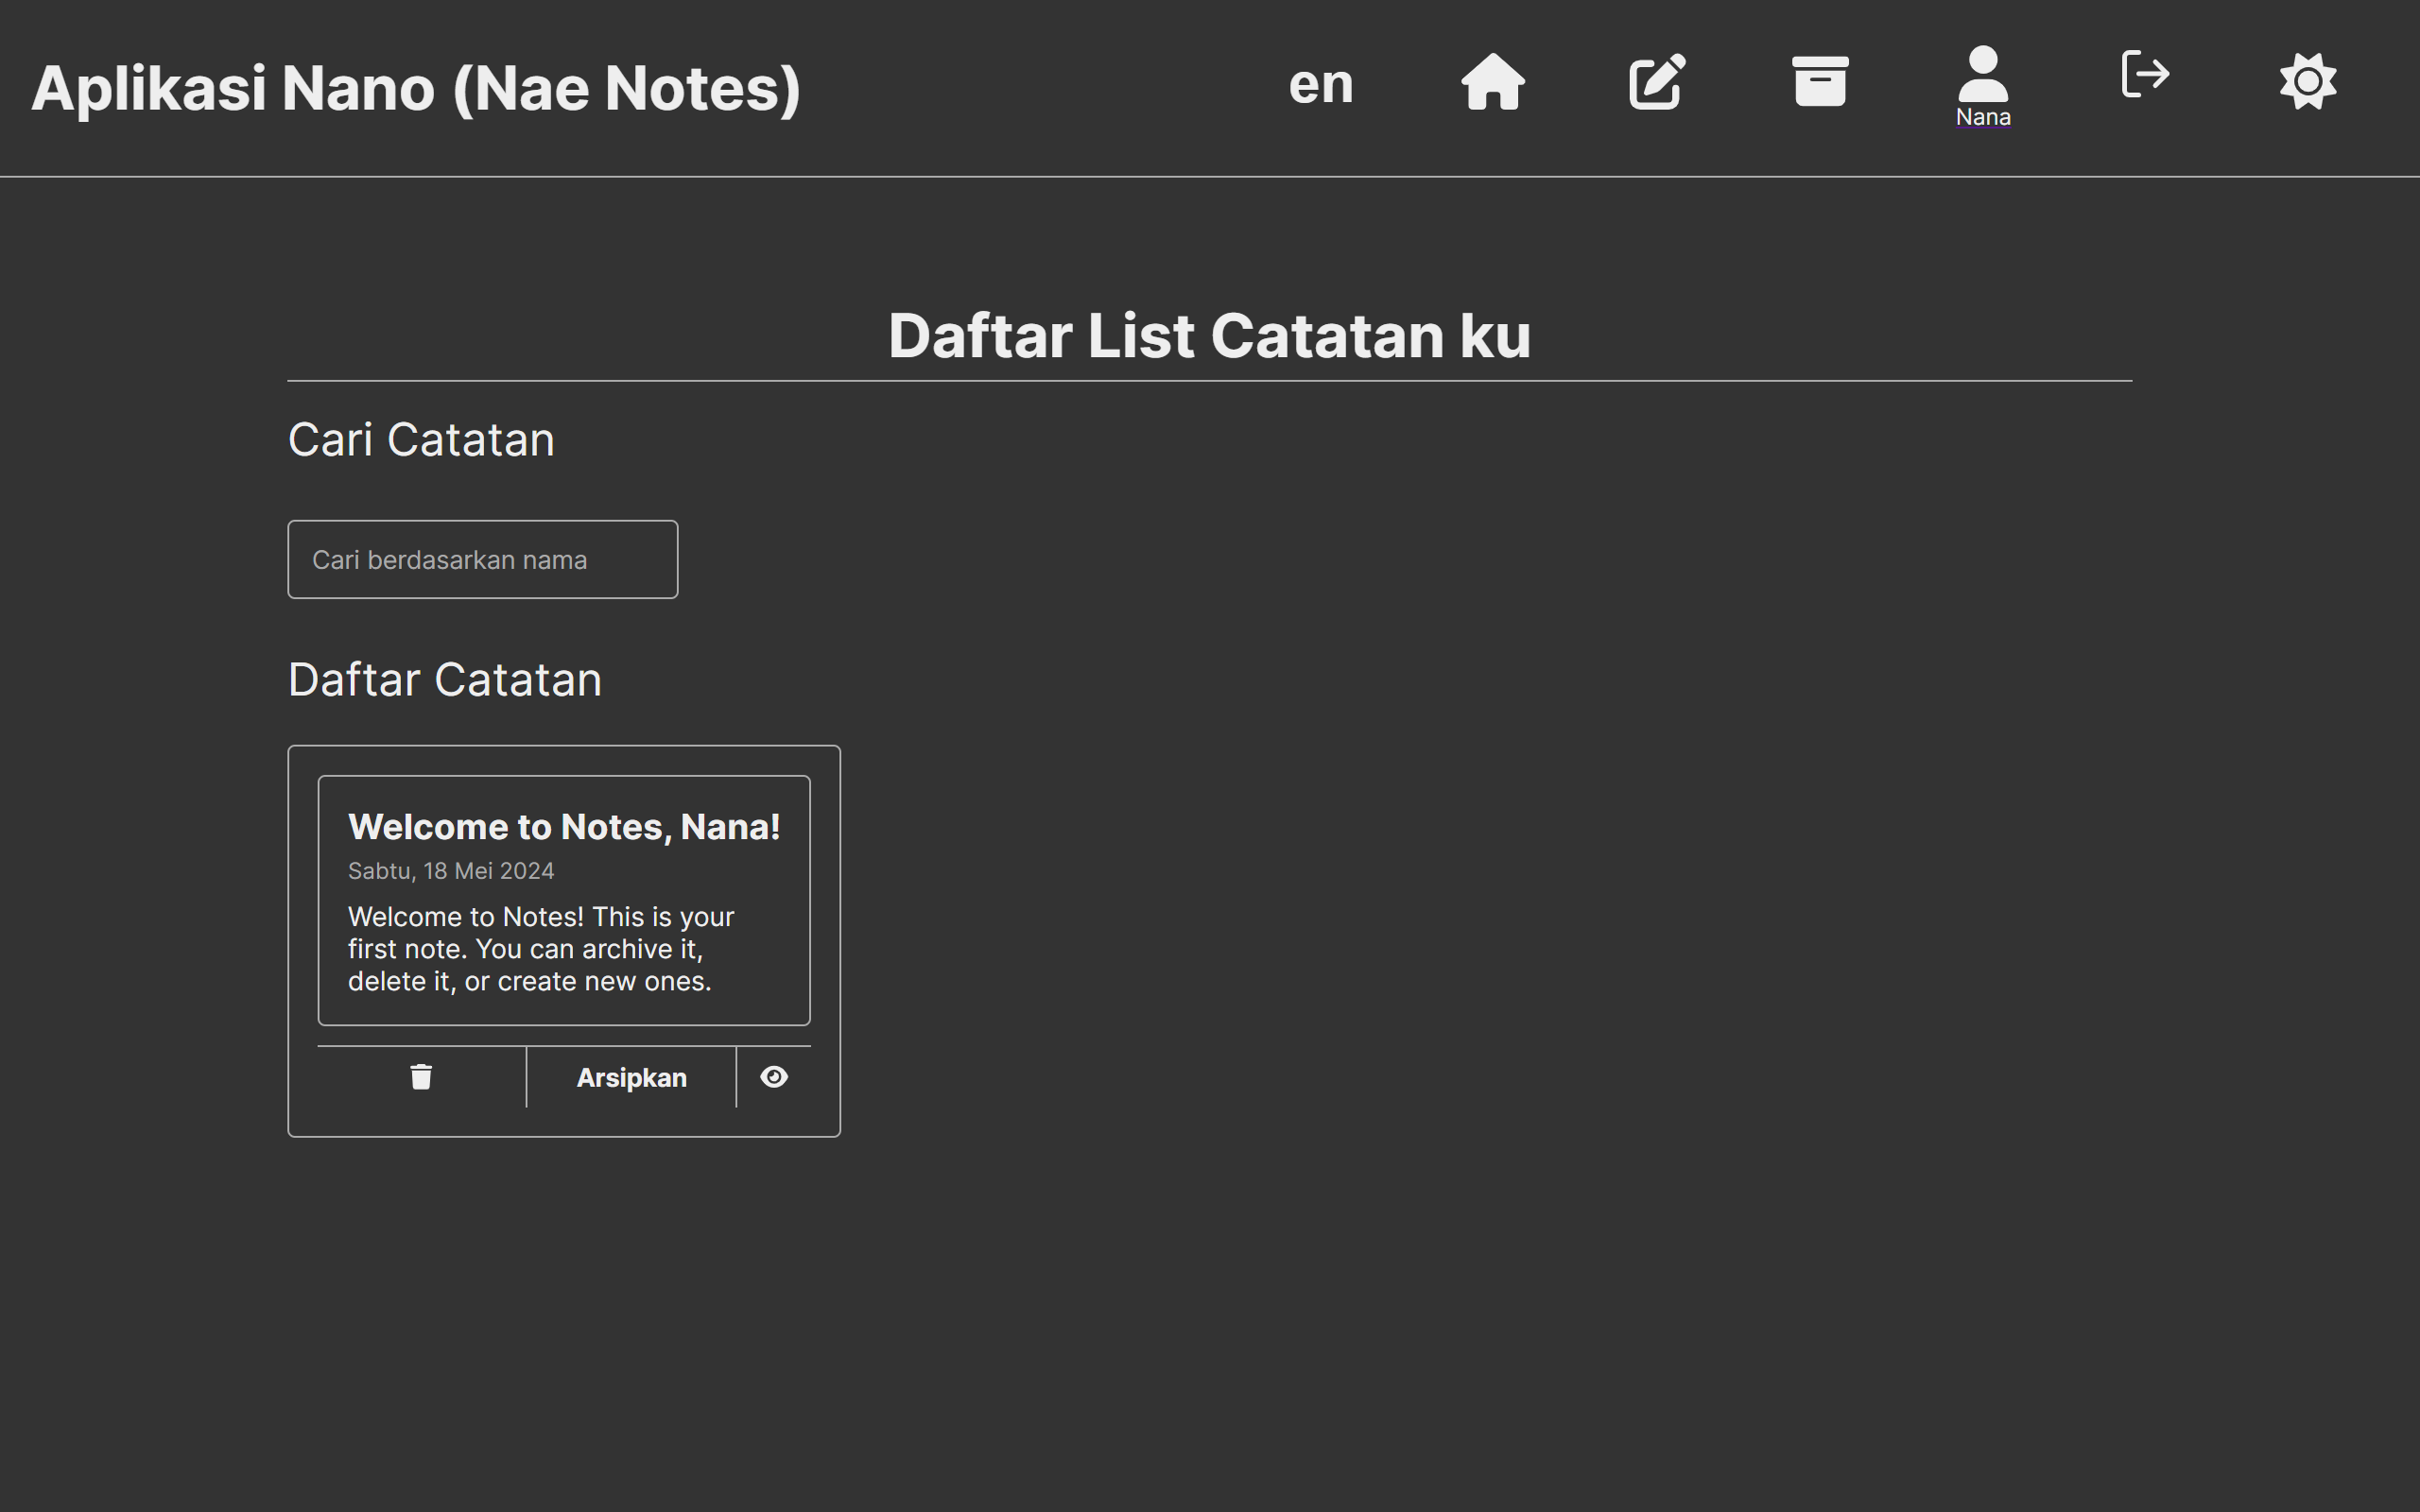 Aplikasi Nano (Nae Notes)
en
Nana
Daftar List Catatan ku
Cari Catatan
Cari berdasarkan nama
Daftar Catatan
Welcome to Notes, Nana!
Sabtu, 18 Mei 2024
Welcome to Notes! This is your
first note. You can archive it,
delete it, or create new ones.
Arsipkan